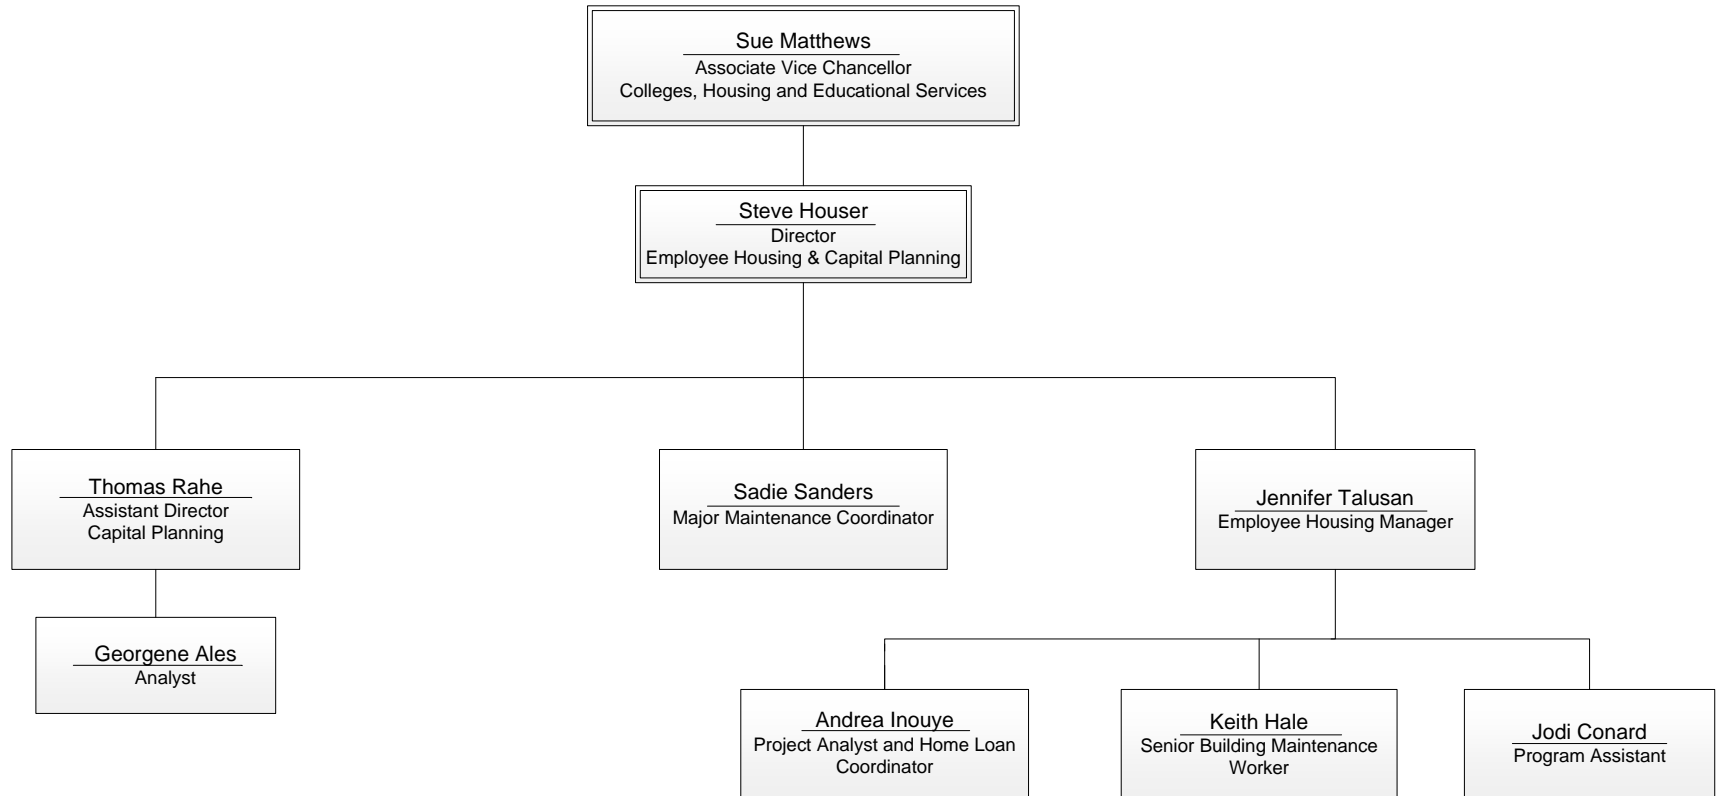 Sue Matthews
Associate Vice Chancellor
Colleges, Housing and Educational Services
Steve Houser
Director
Employee Housing & Capital Planning
Thomas Rahe
Assistant Director
Capital Planning
Sadie Sanders
Major Maintenance Coordinator
Jennifer Talusan
Employee Housing Manager
Georgene Ales
Analyst
Andrea Inouye
Project Analyst and Home Loan
Coordinator
Keith Hale
Senior Building Maintenance
Worker
Jodi Conard
Program Assistant